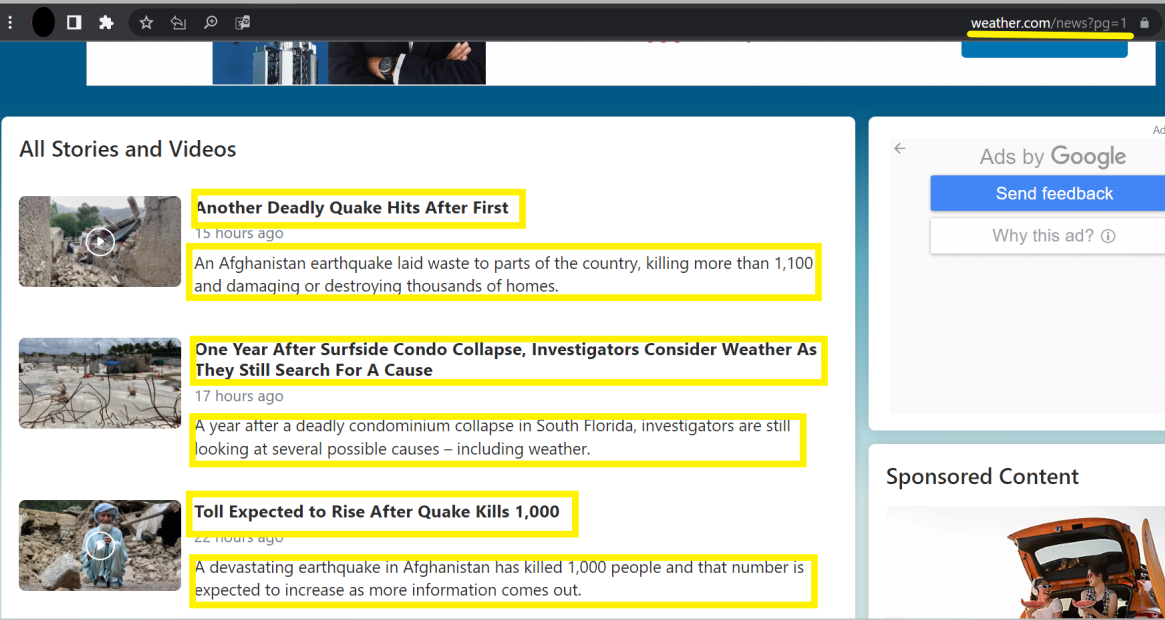 weather.com/news?pg=1
All Stories and Videos
Another Deadly Quake Hits After First
15 hours ago
An Afghanistan earthquake laid waste to parts of the country, killing more than 1,100
and damaging or destroying thousands of homes.
One Year After Surfside Condo Collapse, Investigators Consider Weather As
They Still Search For A Cause
17 hours ago
A year after a deadly condominium collapse in South Florida, investigators are still
looking at several possible causes – including weather.
Toll Expected to Rise After Quake Kills 1,000
22 hours ago
A devastating earthquake in Afghanistan has killed 1,000 people and that number is
expected to increase as more information comes out.
Ads by Google
Send feedback
Why this ad?
Sponsored Content